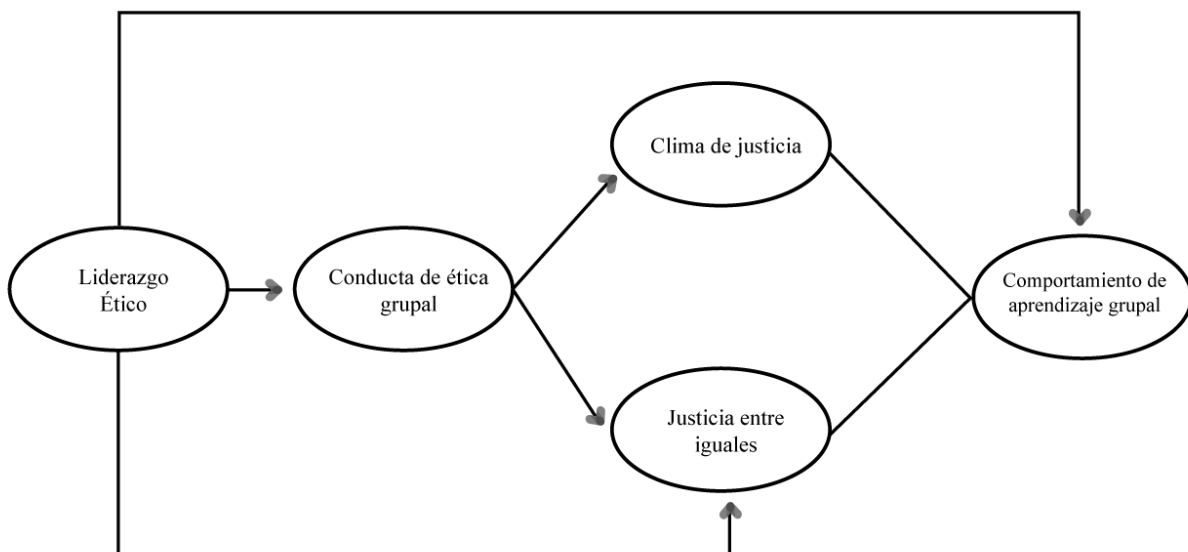 Clima de justicia
Liderazgo
Ético
Conducta de ética
grupal
Comportamiento de
aprendizaje grupal
Justicia entre
iguales